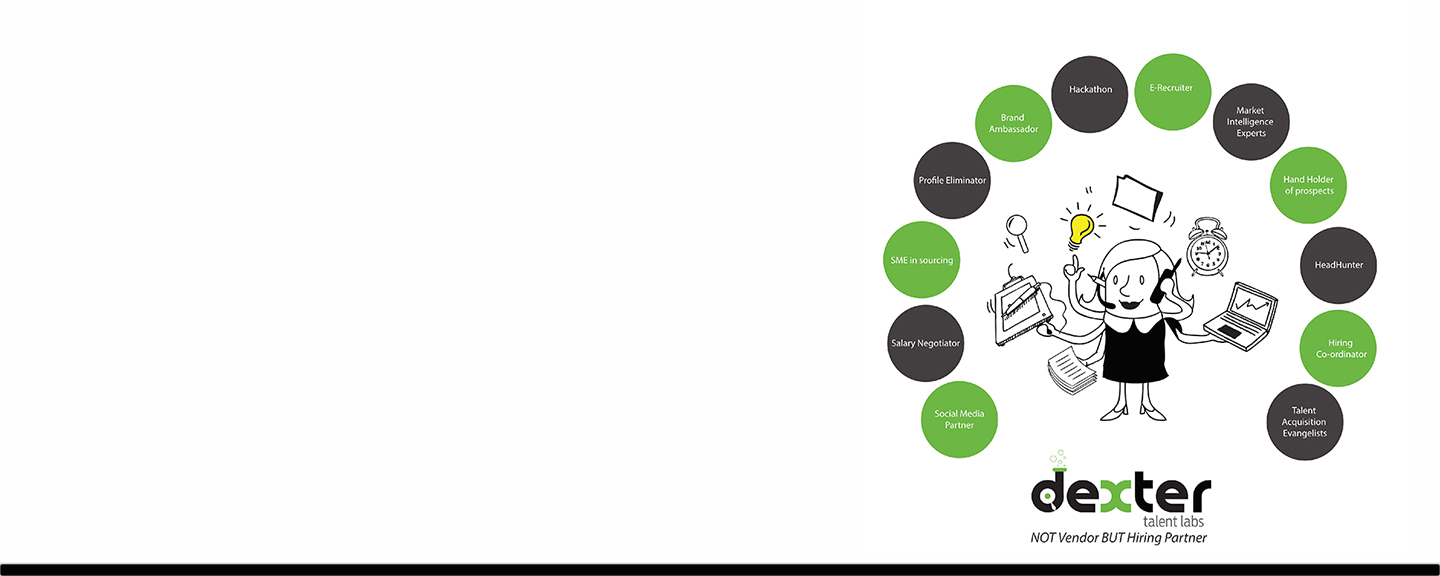 Hackathon
E-Recruiter
Brand
Ambassador
Market
Intelligence
Experts
Profile Eliminator
Hand Holder
of prospects
SME in sourcing
HeadHunter
Salary Negotiator
Hiring
Co-ordinator
Social Media
Partner
Talent
Acquisition
Evangelists
dexter
talent labs
NOT Vendor BUT Hiring Partner